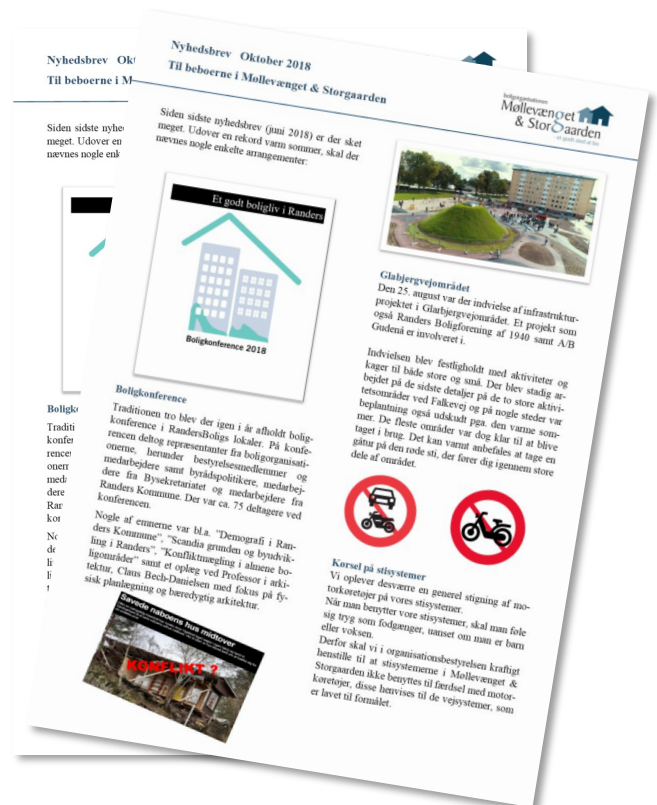 Nyhedsbrev Oktober 2018
Til beboerne i Møllevænget & Storgaarden
boligorganisationen
Møllevænget
& Storgaarden
et godt sted at bo
Siden sidste nyhedsbrev (juni 2018) er der sket
meget. Udover en rekord varm sommer, skal der
nævnes nogle enkelte arrangementer:
Et godt boligliv i Randers
Boligkonference 2018
Boligkonference
Traditionen tro blev der igen i år afholdt bolig-
konference i RandersBoligs lokaler. På konfe-
rencen deltog repræsentanter fra boligorganisati-
onerne, herunder bestyrelsesmedlemmer og
medarbejdere samt byrådspolitikere, medarbej-
dere fra Bysekretariatet og medarbejdere fra
Randers Kommune. Der var ca. 75 deltagere ved
konferencen.
Nogle af emnerne var bl.a. "Demografi i Ran-
ders Kommune", "Scandia grunden og byudvik-
ling i Randers", "Konfliktmægling i almene bo-
ligområder" samt et oplæg ved Professor i arki-
tektur, Claus Bech-Danielsen med fokus på fy-
sisk planlægning og bæredygtig arkitektur.
Savede naboens hus midtover
KONFLIKT ?
Glabjergvejområdet
Den 25. august var der indvielse af infrastruktur-
projektet i Glarbjergvejområdet. Et projekt som
også Randers Boligforening af 1940 samt A/B
Gudenå er involveret i.
Indvielsen blev festligholdt med aktiviteter og
kager til både store og små. Der blev stadig ar-
bejdet på de sidste detaljer på de to store aktivi-
tetsområder ved Falkevej og på nogle steder var
beplantning også udskudt pga. den varme som-
mer. De fleste områder var dog klar til at blive
taget i brug. Det kan varmt anbefales at tage en
gåtur på den røde sti, der fører dig igennem store
dele af området.
Kørsel på stisystemer
Vi oplever desværre en generel stigning af mo-
torkøretøjer på vores stisystemer.
Når man benytter vore stisystemer, skal man føle
sig tryg som fodgænger, uanset om man er barn
eller voksen.
Derfor skal vi i organisationsbestyrelsen kraftigt
henstille til at stisystemerne i Møllevænget &
Storgaarden ikke benyttes til færdsel med motor-
køretøjer, disse henvises til de vejsystemer, som
er lavet til formålet.
Nyhedsbrev Okt
Til beboerne i M
Siden sidste nyhe
meget. Udover en
nævnes nogle enk